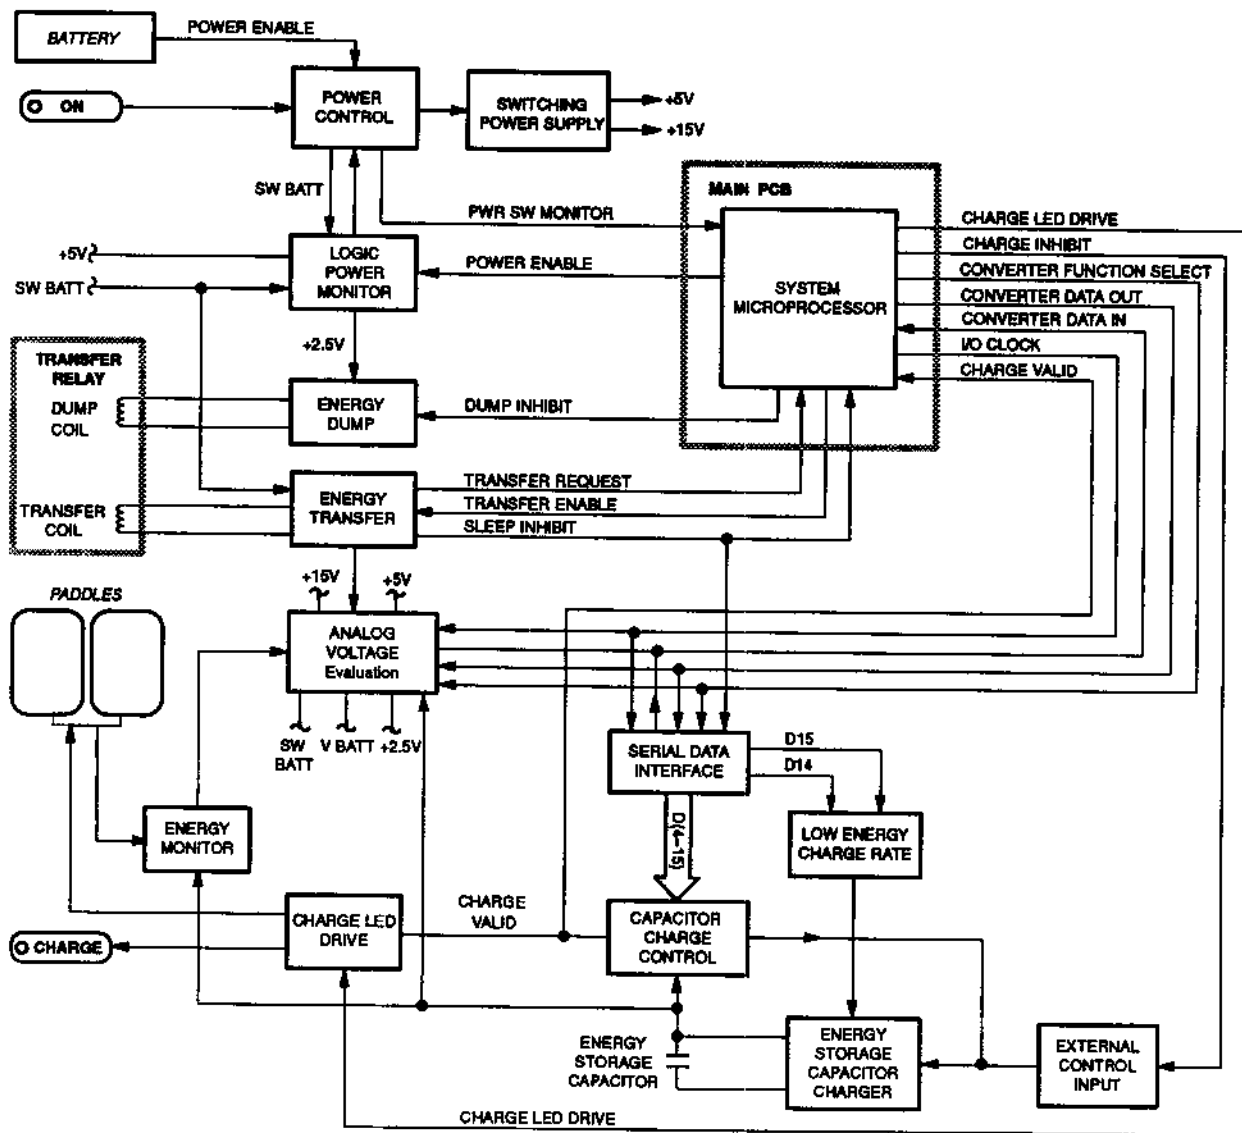 BATTERY
POWER ENABLE
ON
POWER
CONTROL
SWITCHING
POWER SUPPLY
+5V
+15V
SW BATT
PWR SW MONITOR
MAIN PCB
SYSTEM
MICROPROCESSOR
CHARGE LED DRIVE
CHARGE INHIBIT
CONVERTER FUNCTION SELECT
CONVERTER DATA OUT
CONVERTER DATA IN
I/O CLOCK
CHARGE VALID
+5V
SW BATT
LOGIC
POWER
MONITOR
POWER ENABLE
+2.5V
TRANSFER
RELAY
DUMP
COIL
TRANSFER
COIL
ENERGY
DUMP
DUMP INHIBIT
ENERGY
TRANSFER
TRANSFER REQUEST
TRANSFER ENABLE
SLEEP INHIBIT
PADDLES
+15V
+5V
ANALOG
VOLTAGE
Evaluation
SW
BATT
V BATT
+2.5V
SERIAL DATA
INTERFACE
D15
D14
D(4-15)
LOW ENERGY
CHARGE RATE
ENERGY
MONITOR
CHARGE
CHARGE LED
DRIVE
CHARGE
VALID
CAPACITOR
CHARGE
CONTROL
ENERGY
STORAGE
CAPACITOR
ENERGY
STORAGE
CAPACITOR
CHARGER
EXTERNAL
CONTROL
INPUT
CHARGE LED DRIVE